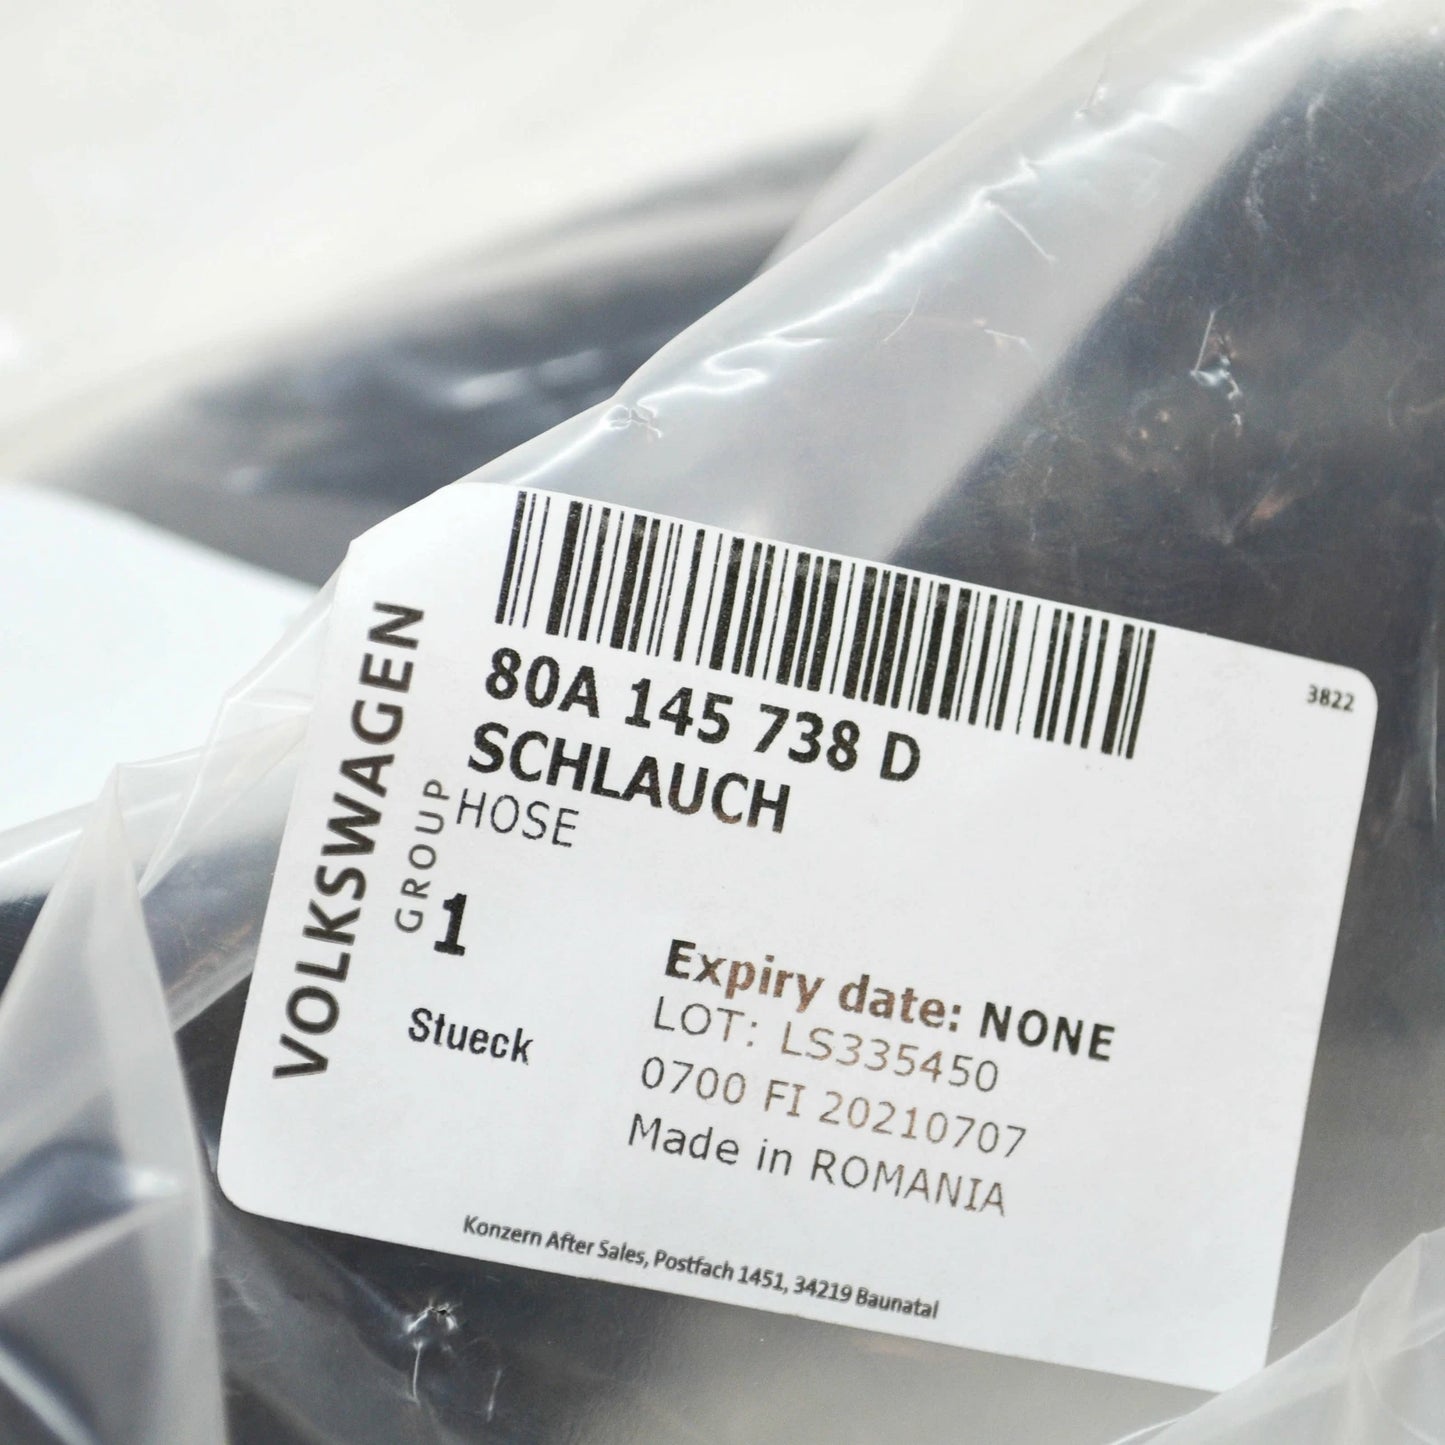 VOLKSWAGEN
GROUP
3822
80A 145 738 D
SCHLAUCH
HOSE
1
Stueck
Expiry date: NONE
LOT: LS335450
0700 FI 20210707
Made in ROMANIA
Konzern After Sales, Postfach 1451, 34219 Baunatal